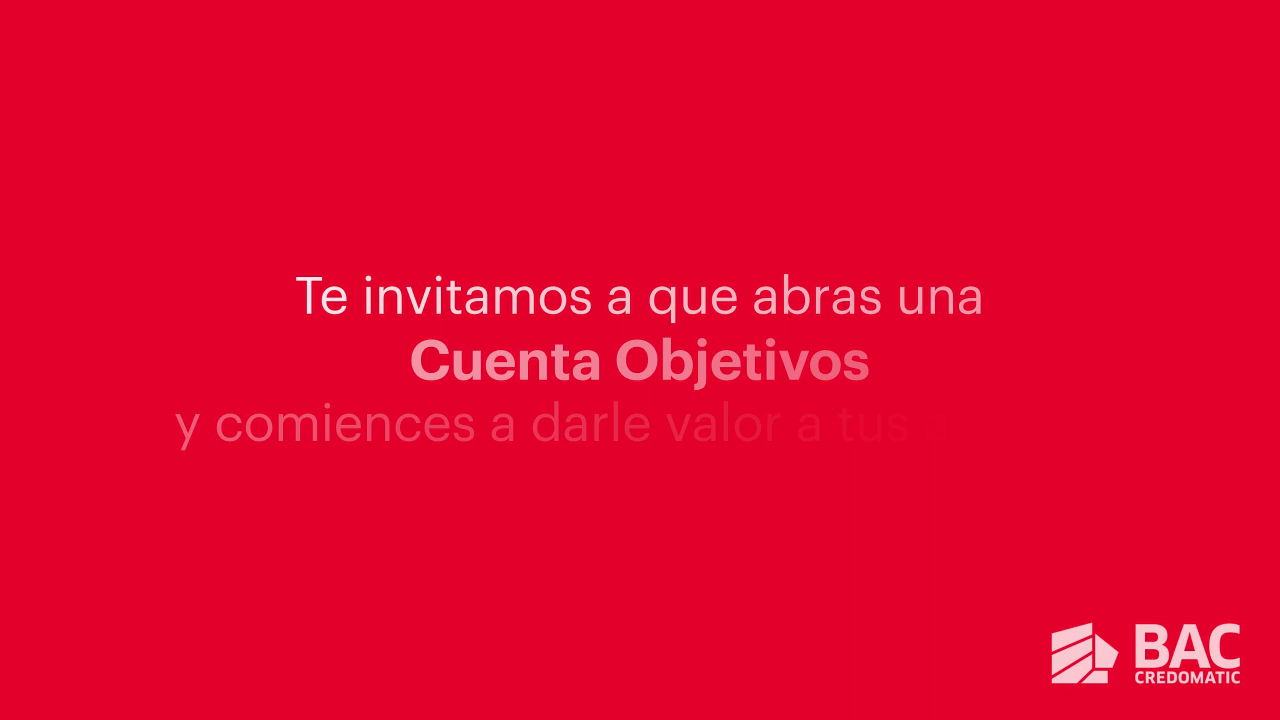 Te invitamos a que abras una
Cuenta Objetivos
y comiences a darle valor a tus
BAC
CREDOMATIC